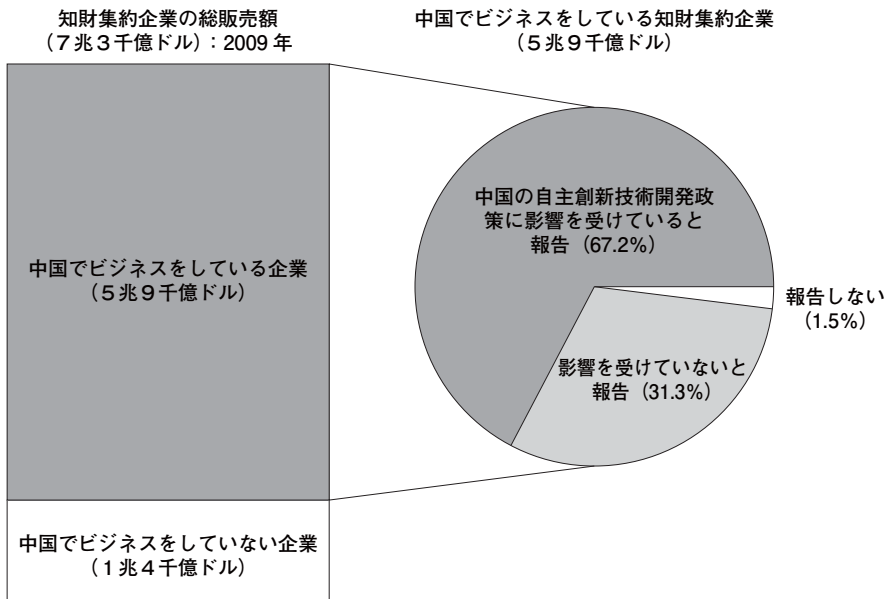 知財集約企業の総販売額
（７兆３千億ドル）：2009 年
中国でビジネスをしている知財集約企業
（５兆９千億ドル）
中国でビジネスをしている企業
（５兆９千億ドル）
中国でビジネスをしていない企業
（１兆４千億ドル）
中国の自主創新技術開発政
策に影響を受けていると
報告（67.2%）
報告しない
（1.5%）
影響を受けていないと
報告（31.3%）